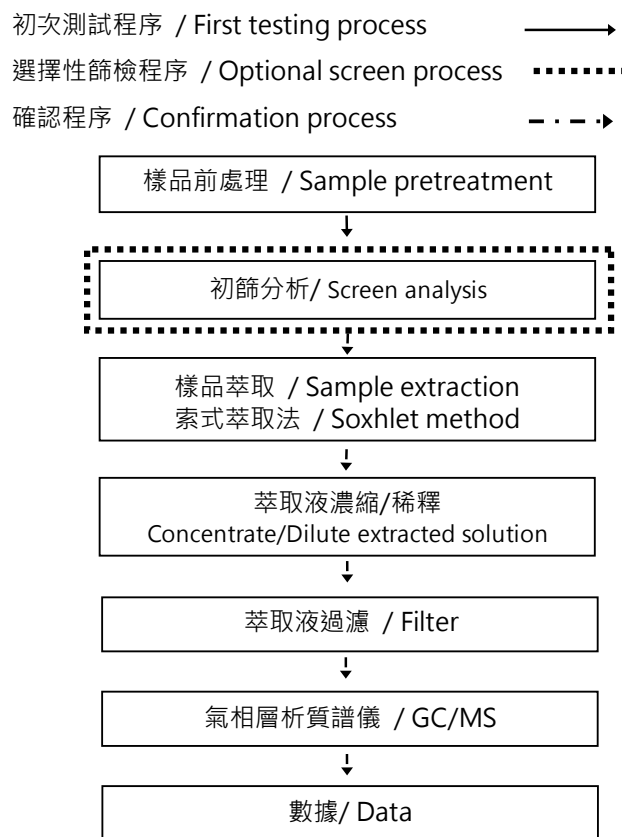 初次測試程序 / First testing process
選擇性篩檢程序 / Optional screen process
確認程序 / Confirmation process
樣品前處理 / Sample pretreatment
初篩分析/ Screen analysis
樣品萃取 / Sample extraction
索式萃取法 / Soxhlet method
萃取液濃縮/稀釋
Concentrate/Dilute extracted solution
萃取液過濾 / Filter
氣相層析質譜儀 / GC/MS
數據/ Data